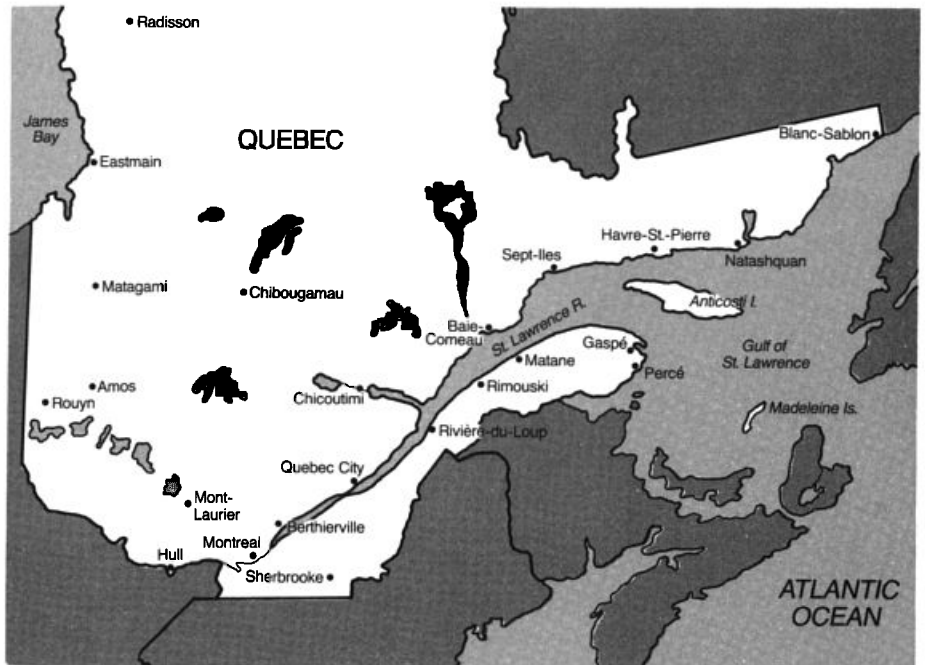 Radisson
James
Bay
QUEBEC
Blanc-Sablon
Eastmain
Havre-St.-Pierre
Sept-Iles
Natashquan
Matagami
Chibougamau
Anticosti I.
Baie-
Comeau
St. Lawrence R.
Gaspé
Gulf of
St. Lawrence
Matane
Percé
Amos
Rimouski
Chicoutimi
Rouyn
Madeleine Is.
Rivière-du-Loup
Quebec City
Mont-
Laurier
Berthierville
Montreal
Hull
Sherbrooke
ATLANTIC
OCEAN